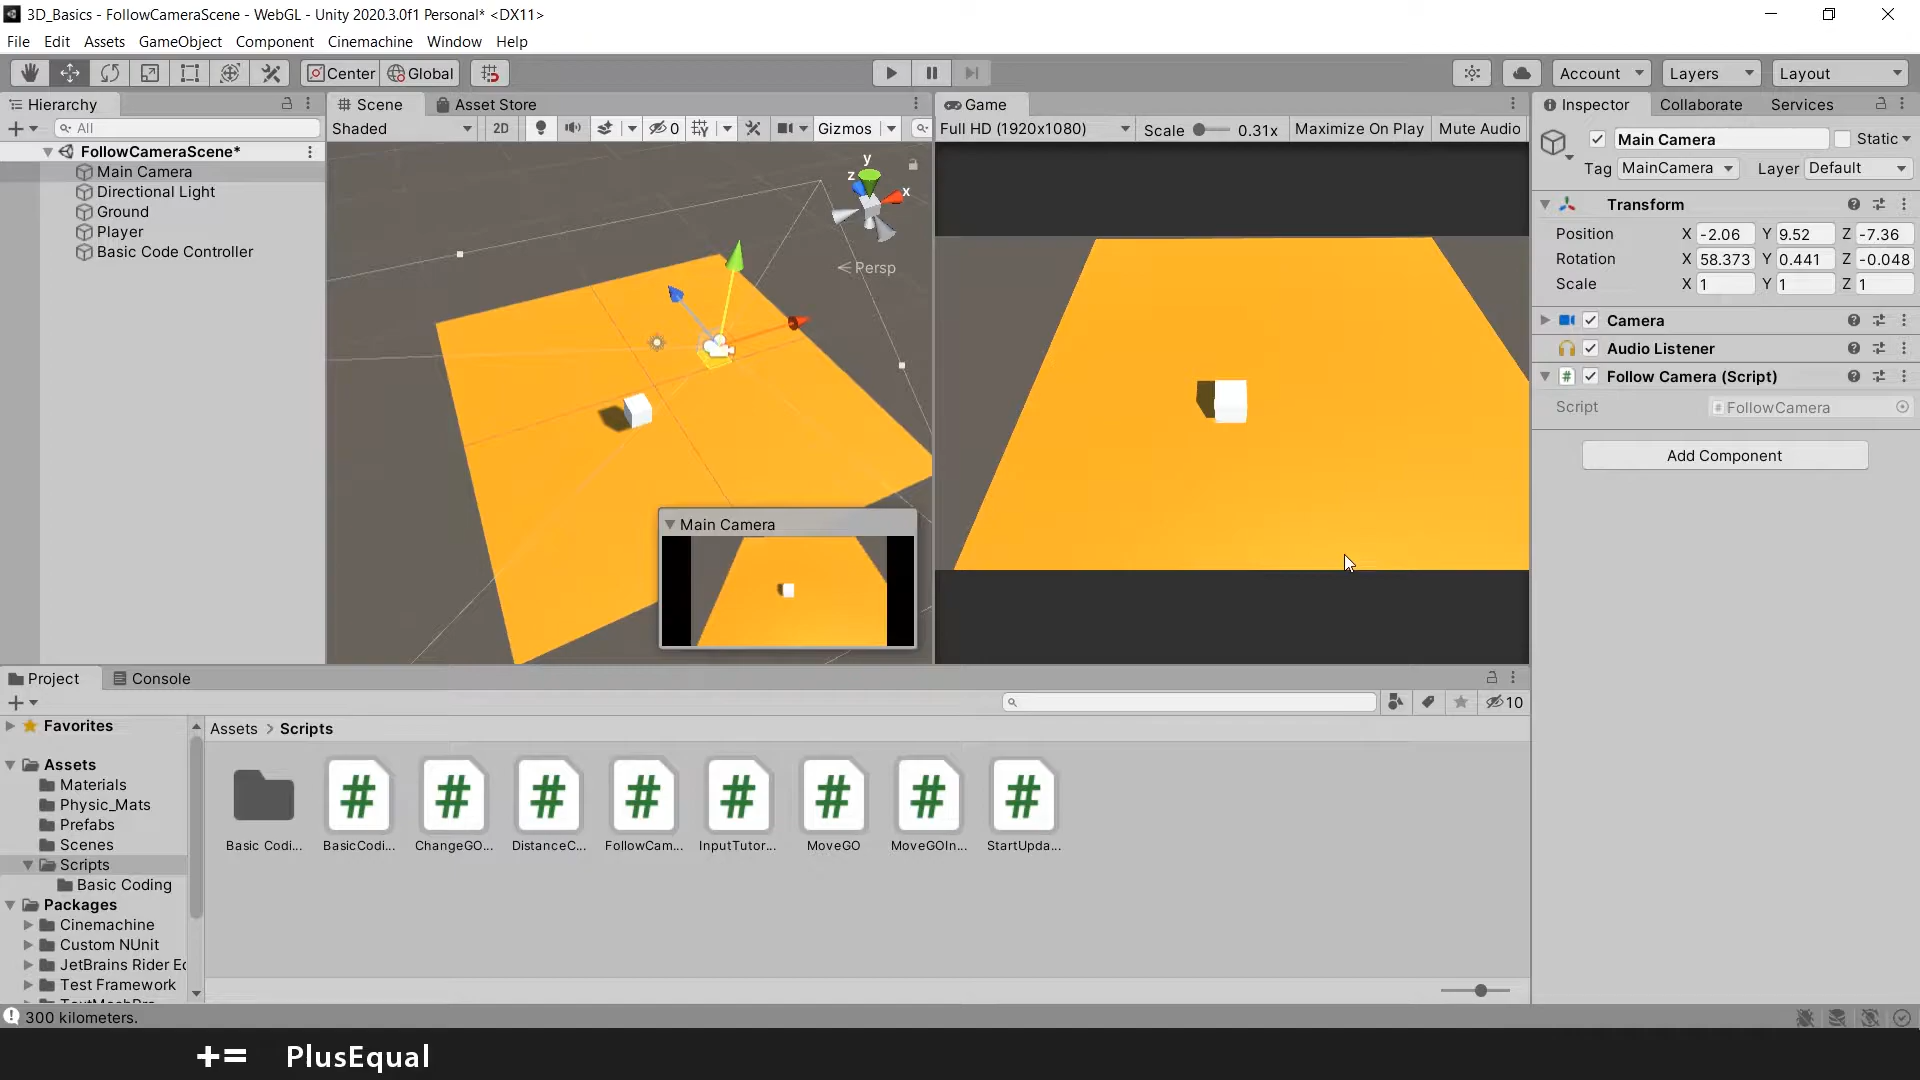 3D_Basics - FollowCameraScene - WebGL - Unity 2020.3.0f1 Personal* <DX11>
File Edit Assets GameObject Component Cinemachine Window Help
Center Global Account Layers Layout
Hierarchy
All
FollowCameraScene*
Main Camera
Directional Light
Ground
Player
Basic Code Controller
Scene Asset Store
Shaded 2D 0 Gizmos
y
z
x
Persp
Main Camera
Game
Full HD (1920x1080) Scale 0.31x Maximize On Play Mute Audio
Inspector Collaborate Services
Main Camera Static
Tag MainCamera Layer Default
Transform
Position X -2.06 Y 9.52 Z -7.36
Rotation X 58.373 Y 0.441 Z -0.048
Scale X 1 Y 1 Z 1
Camera
Audio Listener
# Follow Camera (Script)
Script # FollowCamera
Add Component
Project Console
10
Favorites
Assets
Materials
Physic_Mats
Prefabs
Scenes
Scripts
Basic Coding
Packages
Cinemachine
Custom NUnit
JetBrains Rider Ec
Test Framework
Assets > Scripts
# # # # # # # #
Basic Codi... BasicCodi... ChangeGO... DistanceC... FollowCam... InputTutor... MoveGO MoveGOIn... StartUpda...
300 kilometers.
+= PlusEqual